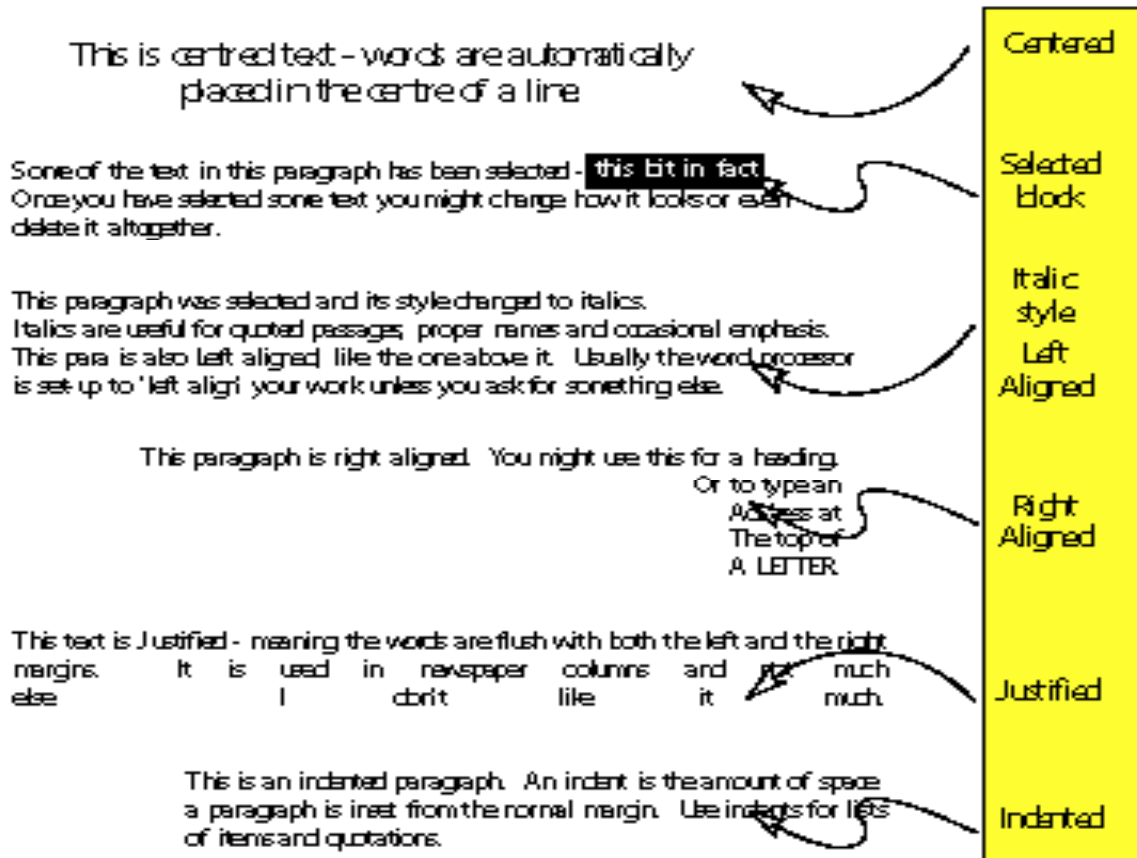 This is centred text - words are automatically
placed in the centre of a line.
Centered
Some of the text in this paragraph has been selected - this bit in fact
Once you have selected some text you might change how it looks or even
delete it altogether.
Selected
block
This paragraph was selected and its style changed to italics.
Italics are useful for quoted passages, proper names and occasional emphasis.
This para is also Left aligned, like the one above it. Usually the word processor
is set-up to 'left align' your work unless you ask for something else.
Italic
style
Left
Aligned
This paragraph is right aligned. You might use this for a heading.
Or to type an
Address at
The top of
A LETTER.
Right
Aligned
This text is Justified - meaning the words are flush with both the left and the right
margins. It is used in newspaper columns and not much
else I don't like it much.
Justified
This is an indented paragraph. An indent is the amount of space
a paragraph is inset from the normal margin. Use indents for lists
of items and quotations.
Indented